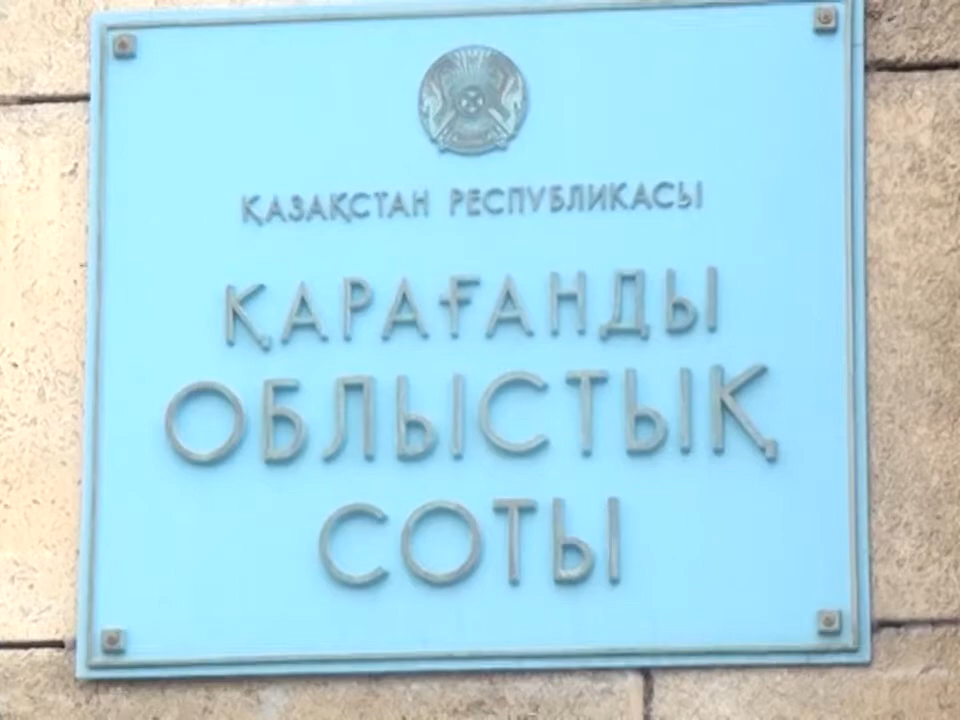 ҚАЗАҚСТАН РЕСПУБЛИКАСЫ
ҚАРАҒАНДЫ
ОБЛЫСТЫҚ
СОТЫ